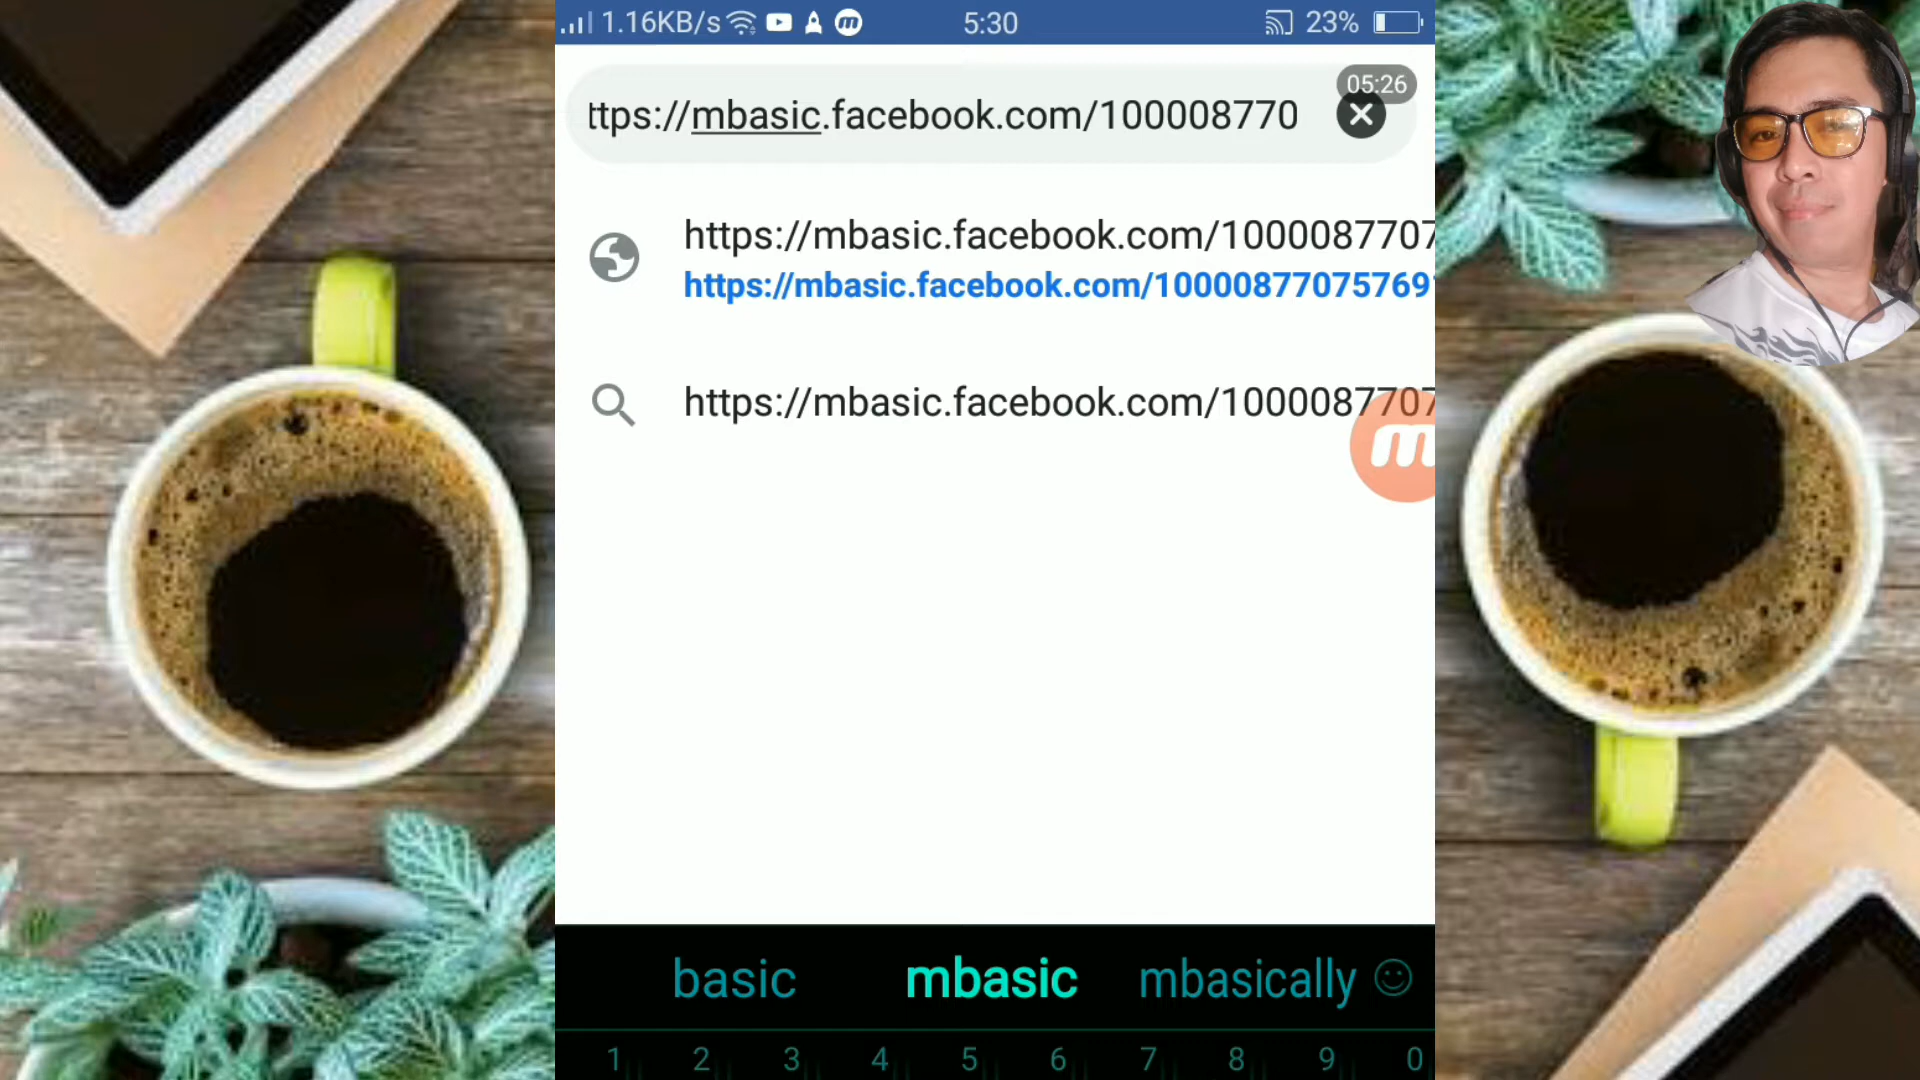 1.16KB/s 5:30 23%
05:26
ttps://mbasic.facebook.com/100008770
https://mbasic.facebook.com/1000087707
https://mbasic.facebook.com/10000877075769
https://mbasic.facebook.com/1000087707
m
basic mbasic mbasically
1 2 3 4 5 6 7 8 9 0